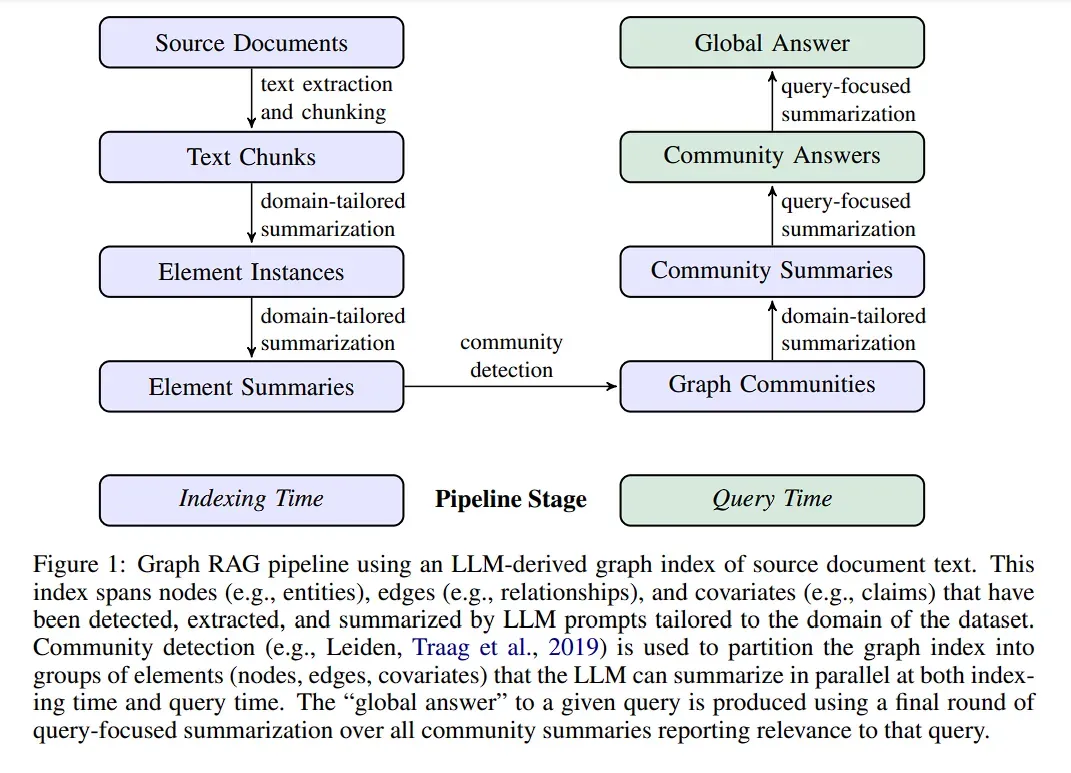 Source Documents
text extraction
and chunking
Text Chunks
domain-tailored
summarization
Element Instances
domain-tailored
summarization
Element Summaries
community
detection
Graph Communities
domain-tailored
summarization
Community Summaries
query-focused
summarization
Community Answers
query-focused
summarization
Global Answer
Indexing Time
Pipeline Stage
Query Time
Figure 1: Graph RAG pipeline using an LLM-derived graph index of source document text. This
index spans nodes (e.g., entities), edges (e.g., relationships), and covariates (e.g., claims) that have
been detected, extracted, and summarized by LLM prompts tailored to the domain of the dataset.
Community detection (e.g., Leiden, Traag et al., 2019) is used to partition the graph index into
groups of elements (nodes, edges, covariates) that the LLM can summarize in parallel at both index-
ing time and query time. The “global answer” to a given query is produced using a final round of
query-focused summarization over all community summaries reporting relevance to that query.